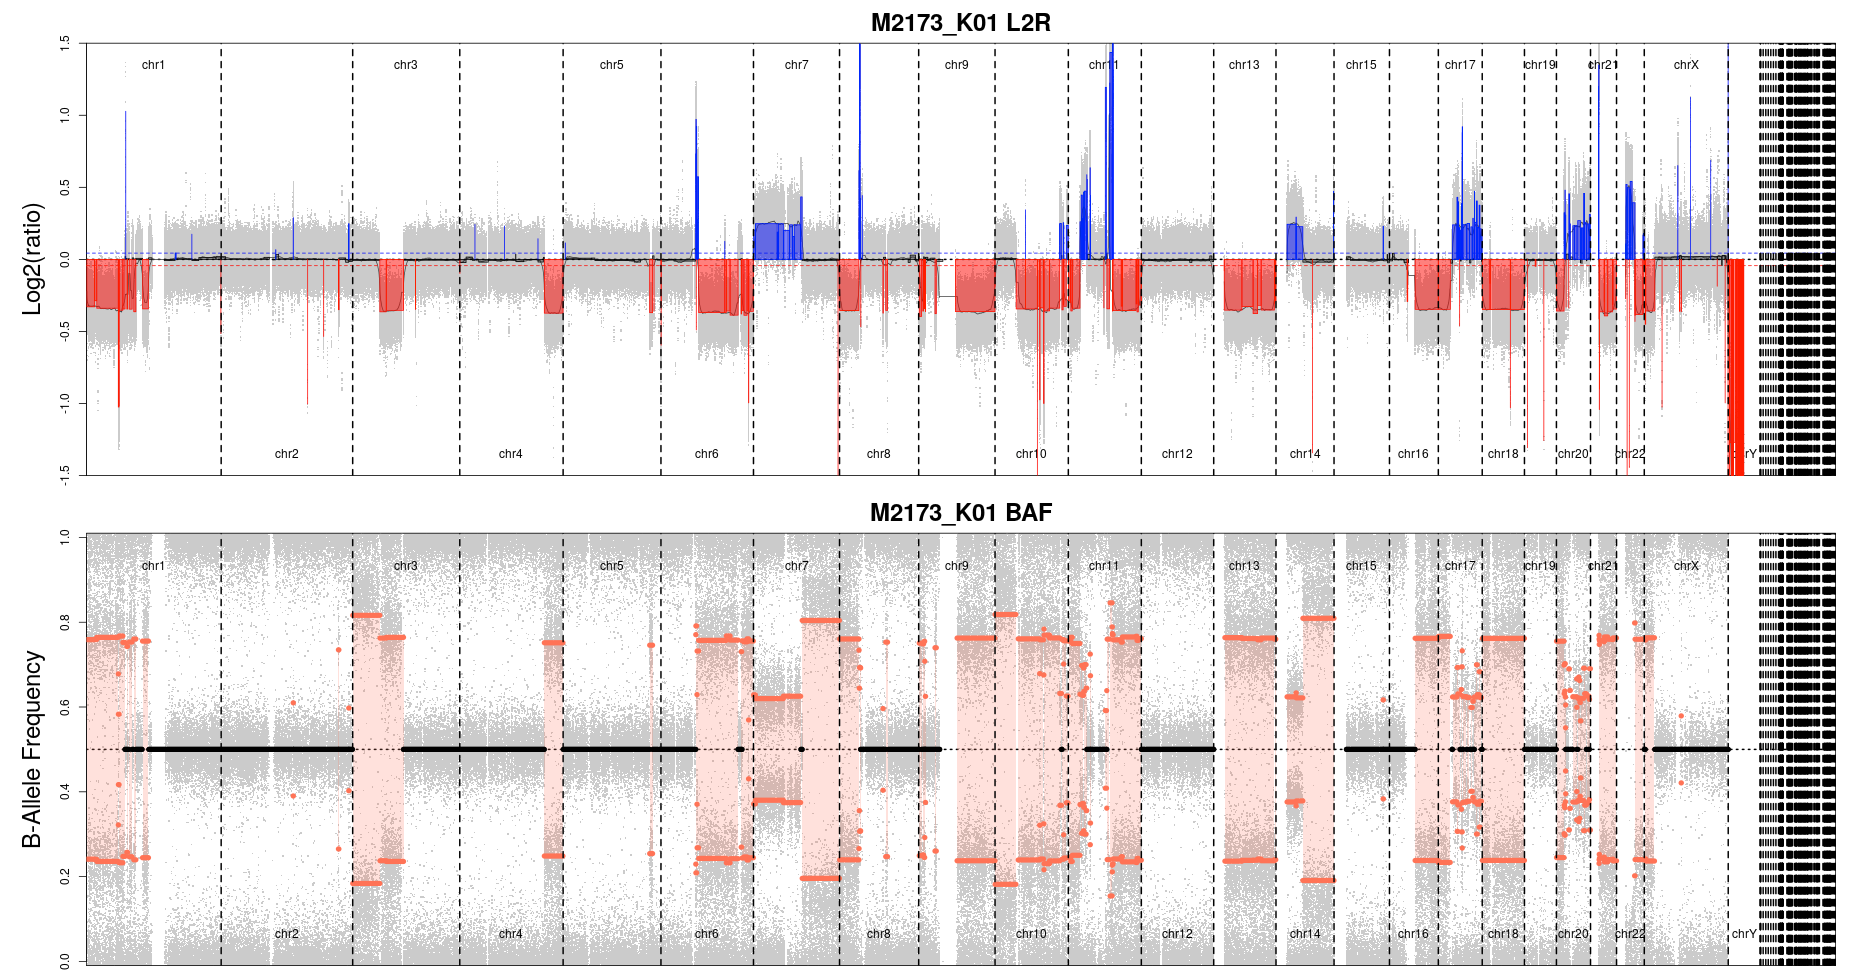 M2173_K01 L2R
Log2(ratio)
1.5
1.0
0.5
0.0
-0.5
-1.0
-1.5
chr1 chr3 chr5 chr7 chr9 chr11 chr13 chr15 chr17 chr19 chr21 chrX
chr2 chr4 chr6 chr8 chr10 chr12 chr14 chr16 chr18 chr20 chr22 chrY
M2173_K01 BAF
B-Allele Frequency
1.0
0.8
0.6
0.4
0.2
0.0
chr1 chr3 chr5 chr7 chr9 chr11 chr13 chr15 chr17 chr19 chr21 chrX
chr2 chr4 chr6 chr8 chr10 chr12 chr14 chr16 chr18 chr20 chr22 chrY